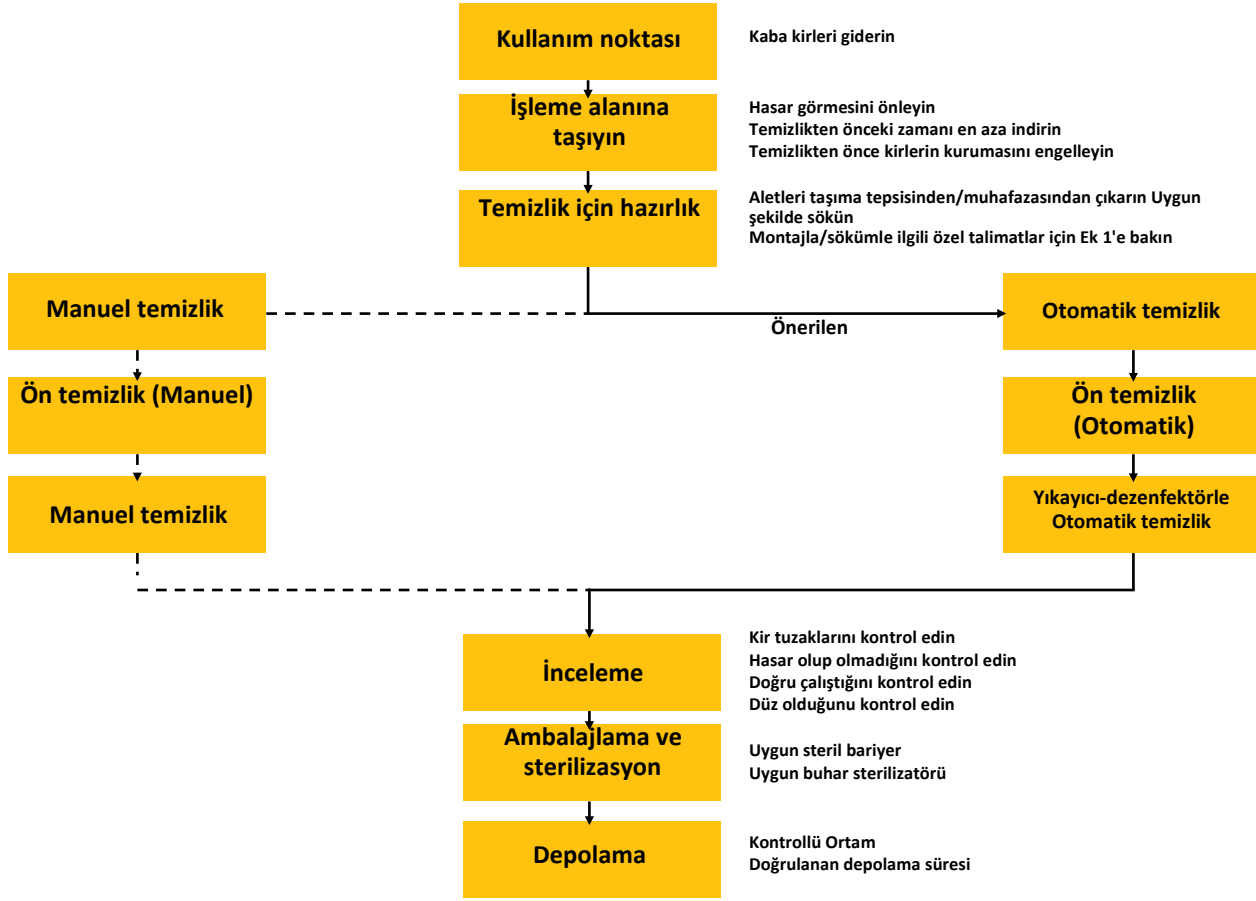 Kullanım noktası
Kaba kirleri giderin
İşleme alanına
taşıyın
Hasar görmesini önleyin
Temizlikten önceki zamanı en aza indirin
Temizlikten önce kirlerin kurumasını engelleyin
Temizlik için hazırlık
Aletleri taşıma tepsisinden/muhafazasından çıkarın Uygun
şekilde sökün
Montajla/sökümle ilgili özel talimatlar için Ek 1'e bakın
Manuel temizlik
Önerilen
Otomatik temizlik
Ön temizlik (Manuel)
Ön temizlik
(Otomatik)
Manuel temizlik
Yıkayıcı-dezenfektörle
Otomatik temizlik
İnceleme
Kir tuzaklarını kontrol edin
Hasar olup olmadığını kontrol edin
Doğru çalıştığını kontrol edin
Düz olduğunu kontrol edin
Ambalajlama ve
sterilizasyon
Uygun steril bariyer
Uygun buhar sterilizatörü
Depolama
Kontrollü Ortam
Doğrulanan depolama süresi